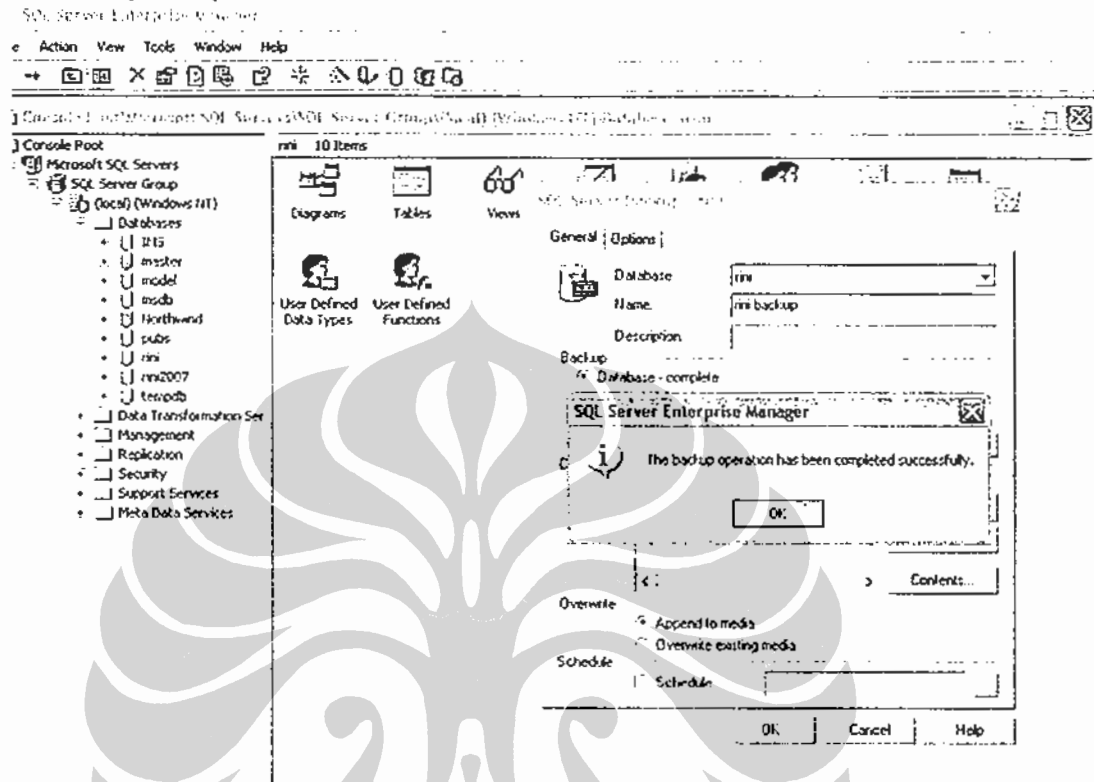 SQL Server Enterprise Manager
e Action View Tools Window Help
Console Root
Microsoft SQL Servers
SQL Server Group
(local) (Windows NT)
Databases
master
model
msdb
Northwind
pubs
rini
rini2007
tempdb
Data Transformation Ser
Management
Replication
Security
Support Services
Meta Data Services
rini 10 Items
Diagrams
Tables
Views
User Defined
Data Types
User Defined
Functions
SQL Server Backup - rini
General
Options
Database
rini
Name
rini backup
Description
Backup
Database - complete
SQL Server Enterprise Manager
The backup operation has been completed successfully.
OK
Contents...
Overwrite
Append to media
Overwrite existing media
Schedule
Schedule
OK
Cancel
Help